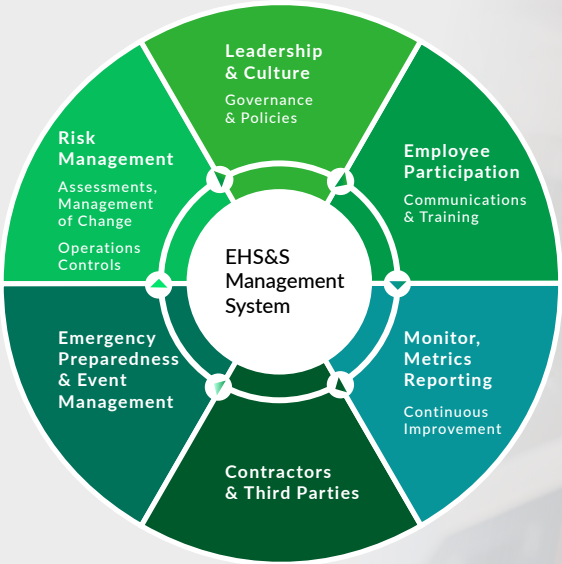 Leadership
& Culture
Governance
& Policies
Employee
Participation
Communications
& Training
Monitor,
Metrics
Reporting
Continuous
Improvement
Contractors
& Third Parties
Emergency
Preparedness
& Event
Management
Risk
Management
Assessments,
Management
of Change
Operations
Controls
EHS&S
Management
System